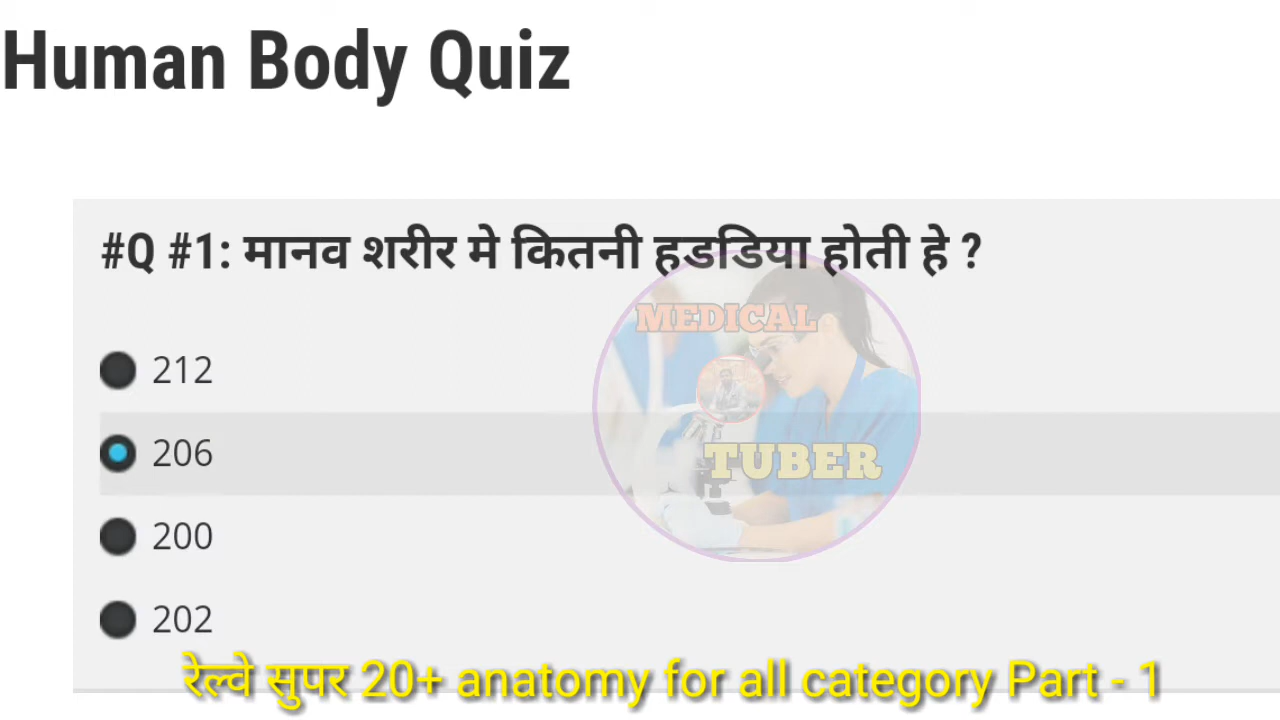 Human Body Quiz
#Q #1: मानव शरीर मे कितनी हडडिया होती हे ?
MEDICAL
212
206
TUBER
200
202
रेल्वे सुपर 20+ anatomy for all category Part - 1